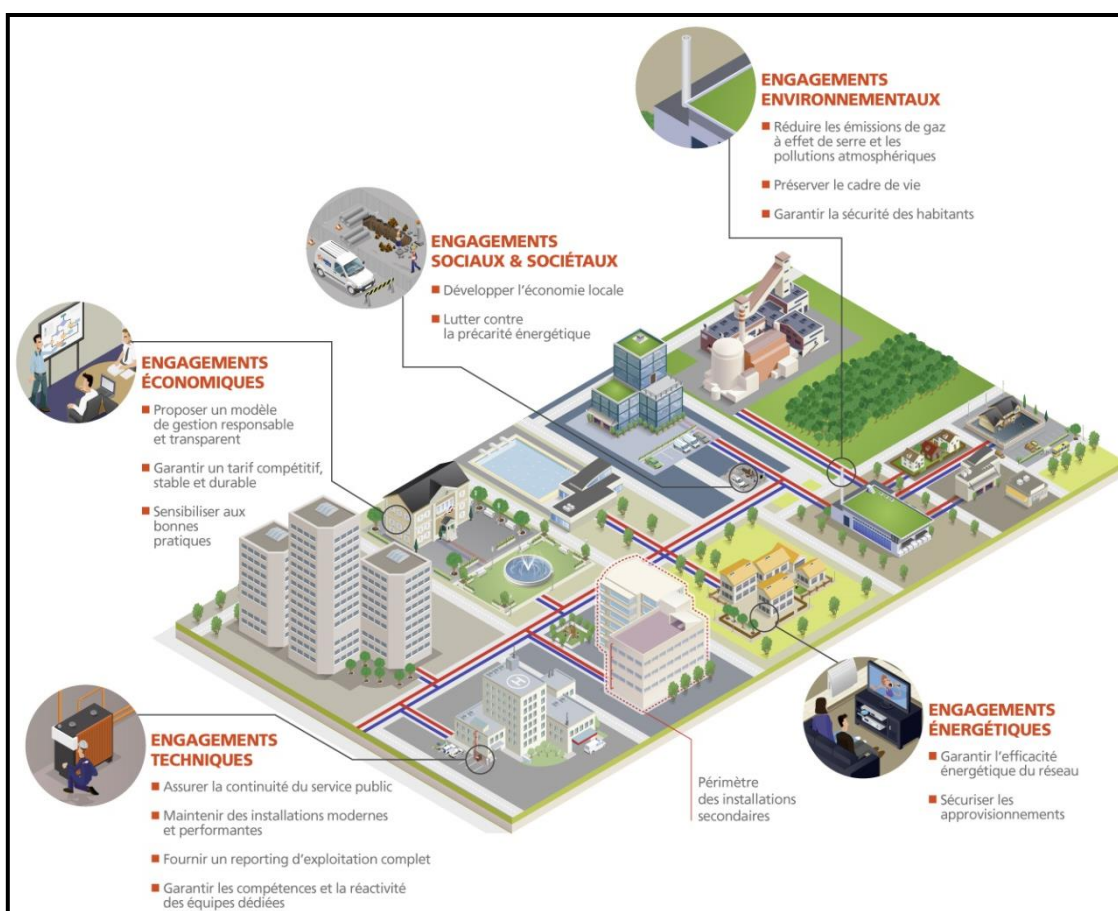 ENGAGEMENTS
ENVIRONNEMENTAUX
■ Réduire les émissions de gaz
à effet de serre et les
pollutions atmosphériques
■ Préserver le cadre de vie
■ Garantir la sécurité des habitants
ENGAGEMENTS
SOCIAUX & SOCIÉTAUX
■ Développer l’économie locale
■ Lutter contre
la précarité énergétique
ENGAGEMENTS
ÉCONOMIQUES
■ Proposer un modèle
de gestion responsable
et transparent
■ Garantir un tarif compétitif,
stable et durable
■ Sensibiliser aux
bonnes
pratiques
H
ENGAGEMENTS
TECHNIQUES
■ Assurer la continuité du service public
■ Maintenir des installations modernes
et performantes
■ Fournir un reporting d’exploitation complet
■ Garantir les compétences et la réactivité
des équipes dédiées
Périmètre
des installations
secondaires
ENGAGEMENTS
ÉNERGÉTIQUES
■ Garantir l’efficacité
énergétique du réseau
■ Sécuriser les
approvisionnements